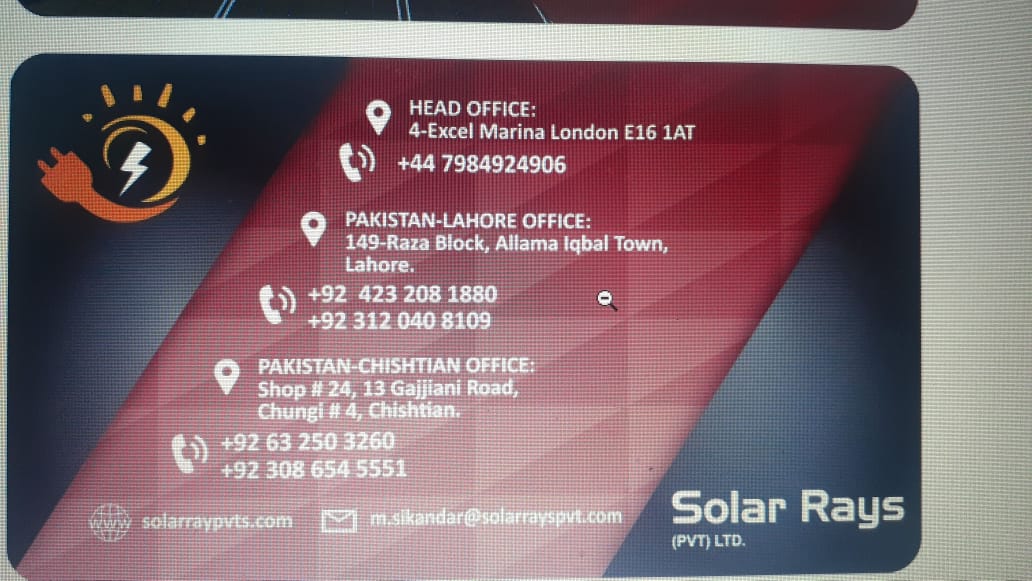 HEAD OFFICE:
4-Excel Marina London E16 1AT
+44 7984924906
PAKISTAN-LAHORE OFFICE:
149-Raza Block, Allama Iqbal Town,
Lahore.
+92 423 208 1880
+92 312 040 8109
PAKISTAN-CHISHTIAN OFFICE:
Shop # 24, 13 Gajjiani Road,
Chungi # 4, Chishtian.
+92 63 250 3260
+92 308 654 5551
www
solarraypvts.com
m.sikandar@solarrayspvt.com
Solar Rays
(PVT) LTD.